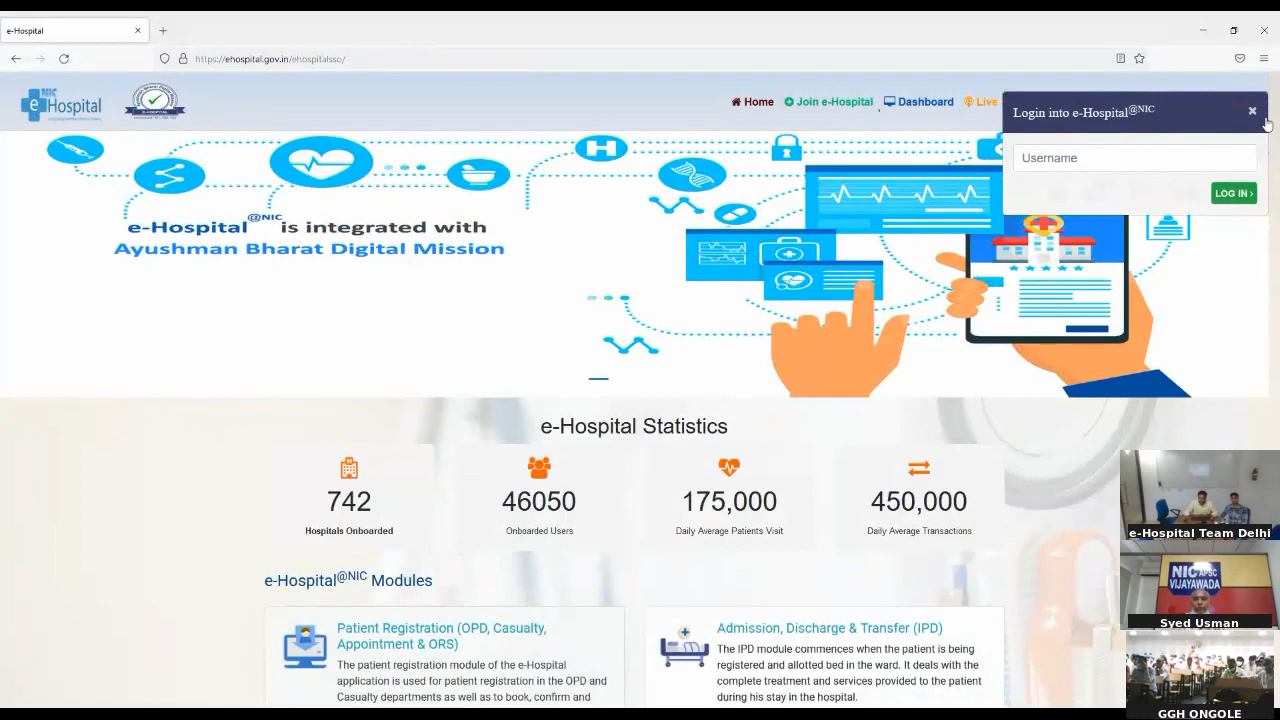 e-Hospital
https://ehospital.gov.in/ehospitalsso/
NIC
eHospital
Home
Join e-Hospital
Dashboard
Live
Login into e-Hospital@NIC
Username
LOG IN
e-Hospital@NIC is integrated with
Ayushman Bharat Digital Mission
e-Hospital Statistics
742
Hospitals Onboarded
46050
Onboarded Users
175,000
Daily Average Patients Visit
450,000
Daily Average Transactions
e-Hospital@NIC Modules
Patient Registration (OPD, Casualty,
Appointment & ORS)
The patient registration module of the e-Hospital
application is used for patient registration in the OPD and
Casualty departments as well as to book, confirm and
Admission, Discharge & Transfer (IPD)
The IPD module commences when the patient is being
registered and allotted bed in the ward. It deals with the
complete treatment and services provided to the patient
during his stay in the hospital.
e-Hospital Team Delhi
NIC APSC
VIJAYAWADA
Syed Usman
GGH ONGOLE